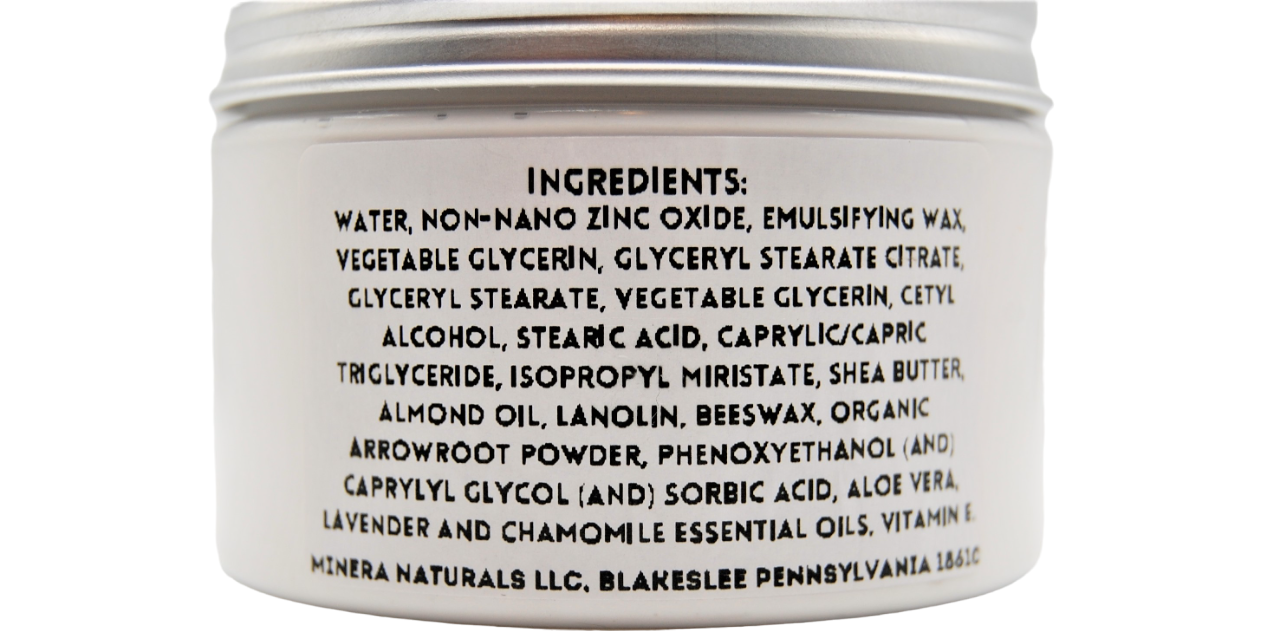 INGREDIENTS:
WATER, NON-NANO ZINC OXIDE, EMULSIFYING WAX,
VEGETABLE GLYCERIN, GLYCERYL STEARATE CITRATE,
GLYCERYL STEARATE, VEGETABLE GLYCERIN, CETYL
ALCOHOL, STEARIC ACID, CAPRYLIC/CAPRIC
TRIGLYCERIDE, ISOPROPYL MIRISTATE, SHEA BUTTER,
ALMOND OIL, LANOLIN, BEESWAX, ORGANIC
ARROWROOT POWDER, PHENOXYETHANOL (AND)
CAPRYLYL GLYCOL (AND) SORBIC ACID, ALOE VERA,
LAVENDER AND CHAMOMILE ESSENTIAL OILS, VITAMIN E.
MINERA NATURALS LLC. BLAKESLEE PENNSYLVANIA 18610